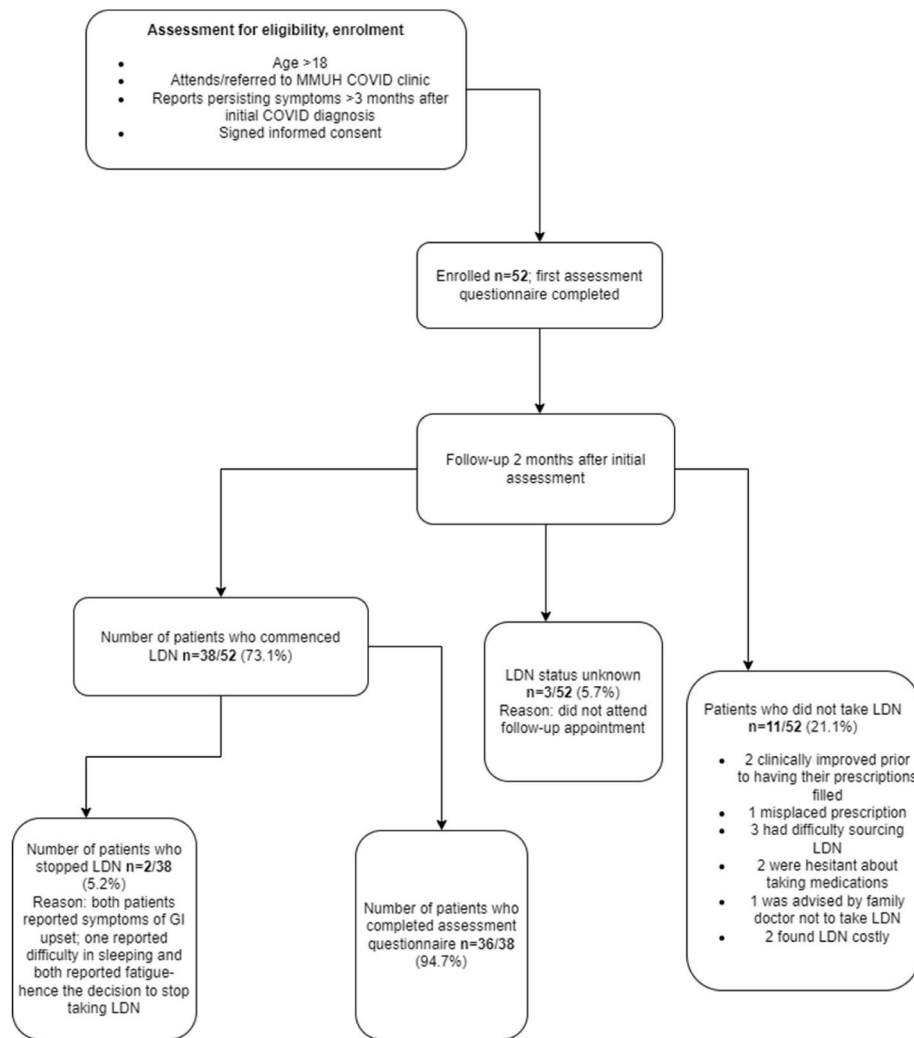 Assessment for eligibility, enrolment
• Age >18
• Attends/referred to MMUH COVID clinic
• Reports persisting symptoms >3 months after
initial COVID diagnosis
• Signed informed consent
Enrolled n=52; first assessment
questionnaire completed
Follow-up 2 months after initial
assessment
Number of patients who commenced
LDN n=38/52 (73.1%)
LDN status unknown
n=3/52 (5.7%)
Reason: did not attend
follow-up appointment
Patients who did not take LDN
n=11/52 (21.1%)
• 2 clinically improved prior
to having their prescriptions
filled
• 1 misplaced prescription
• 3 had difficulty sourcing
LDN
• 2 were hesitant about
taking medications
• 1 was advised by family
doctor not to take LDN
• 2 found LDN costly
Number of patients who
stopped LDN n=2/38
(5.2%)
Reason: both patients
reported symptoms of GI
upset; one reported
difficulty in sleeping and
both reported fatigue-
hence the decision to stop
taking LDN
Number of patients who
completed assessment
questionnaire n=36/38
(94.7%)